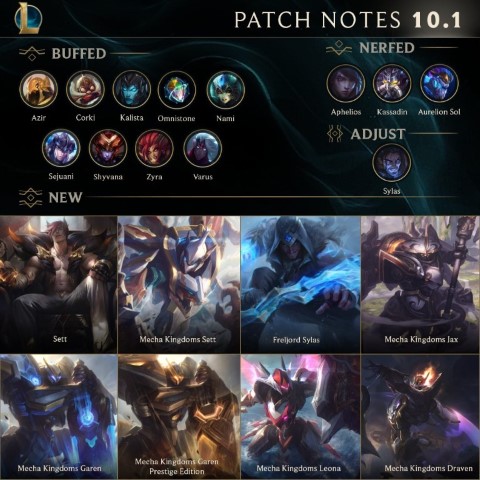 PATCH NOTES 10.1
BUFFED
Azir Corki Kalista Omnistone Nami
Sejuani Shyvana Zyra Varus
NERFED
Aphelios Kassadin Aurelion Sol
ADJUST
Sylas
NEW
Sett Mecha Kingdoms Sett Freljord Sylas Mecha Kingdoms Jax
Mecha Kingdoms Garen Mecha Kingdoms Garen Mecha Kingdoms Leona Mecha Kingdoms Draven
Prestige Edition